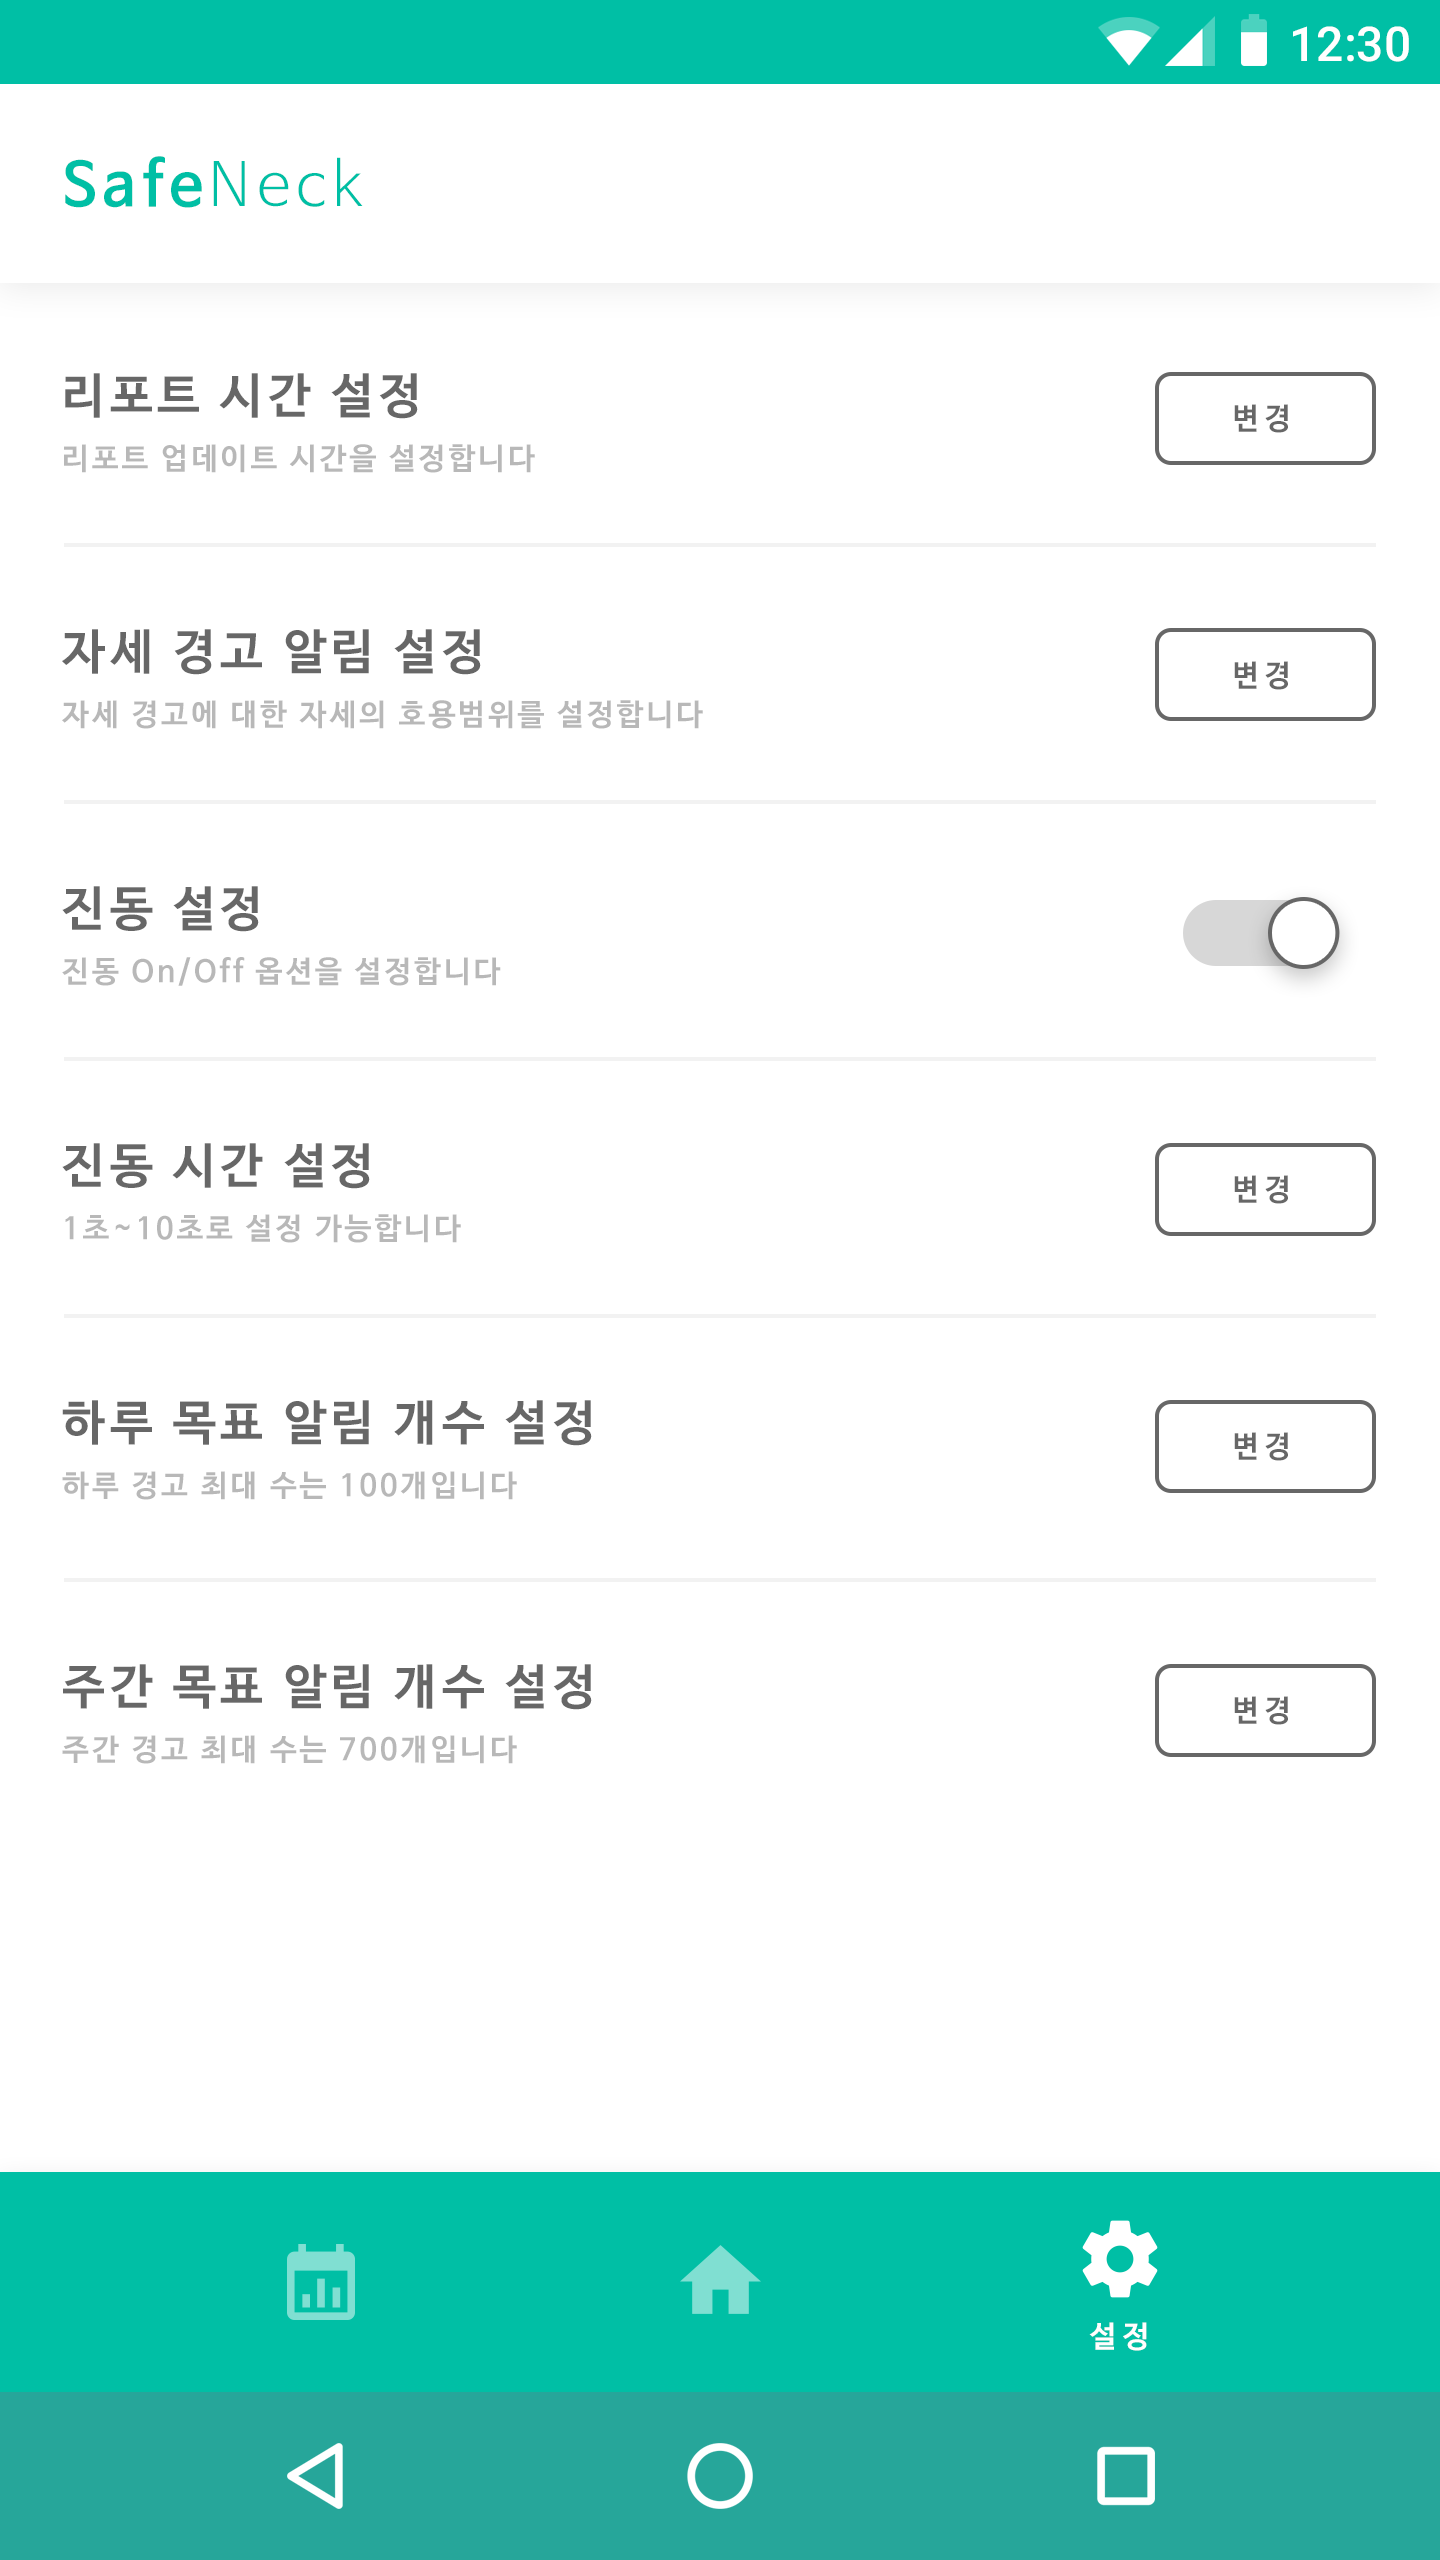 12:30
SafeNeck
리포트 시간 설정
리포트 업데이트 시간을 설정합니다
변경
자세 경고 알림 설정
자세 경고에 대한 자세의 호용범위를 설정합니다
변경
진동 설정
진동 On/Off 옵션을 설정합니다
진동 시간 설정
1초~10초로 설정 가능합니다
변경
하루 목표 알림 개수 설정
하루 경고 최대 수는 100개입니다
변경
주간 목표 알림 개수 설정
주간 경고 최대 수는 700개입니다
변경
설정